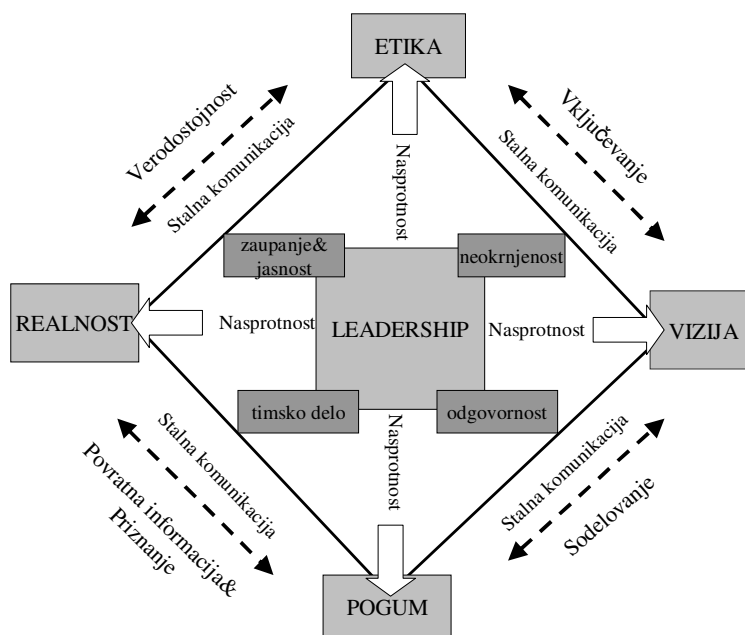 ETIKA
Verodostojnost
Stalna komunikacija
Vključevanje
Stalna komunikacija
Nasprotnost
zaupanje&
jasnost
neokrnjenost
REALNOST
Nasprotnost
LEADERSHIP
Nasprotnost
VIZIJA
timsko delo
odgovornost
Nasprotnost
Stalna komunikacija
Povratna informacija&
Priznanje
Stalna komunikacija
Sodelovanje
POGUM